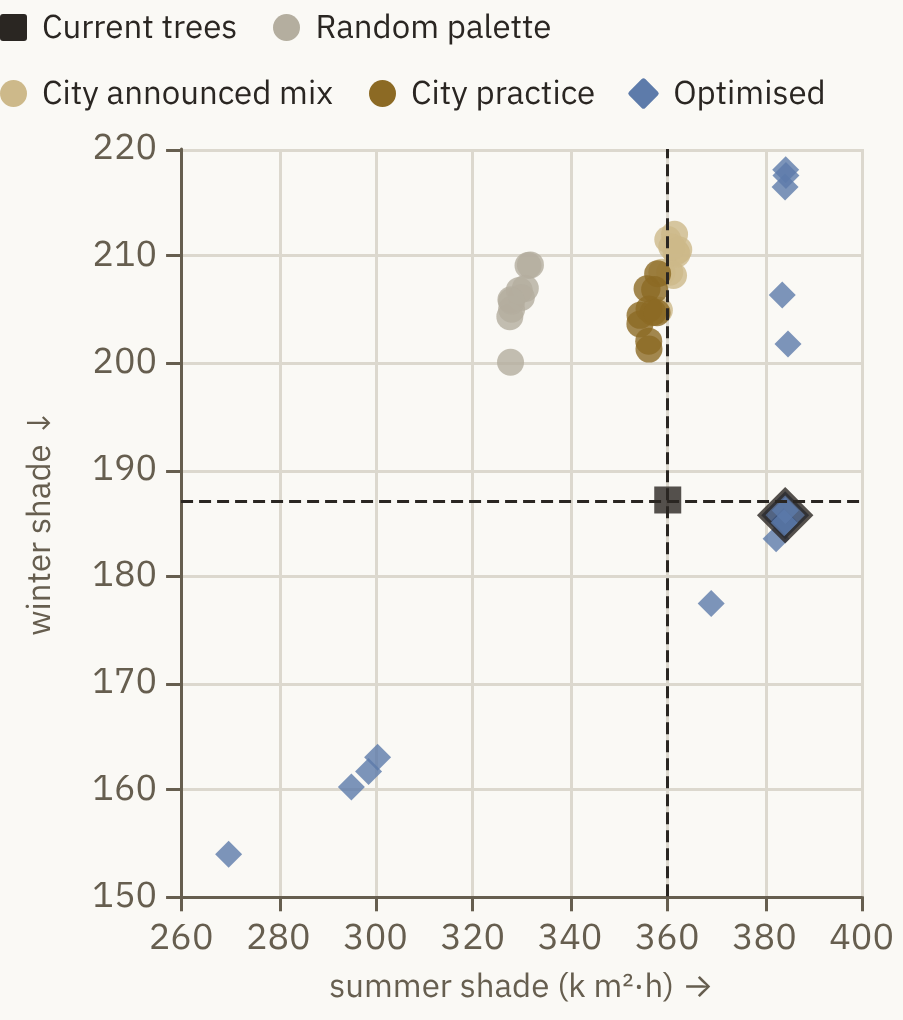 Current trees Random palette
City announced mix City practice Optimised
220
210
200
190
180
170
160
150
winter shade →
260 280 300 320 340 360 380 400
summer shade (k m²·h) →